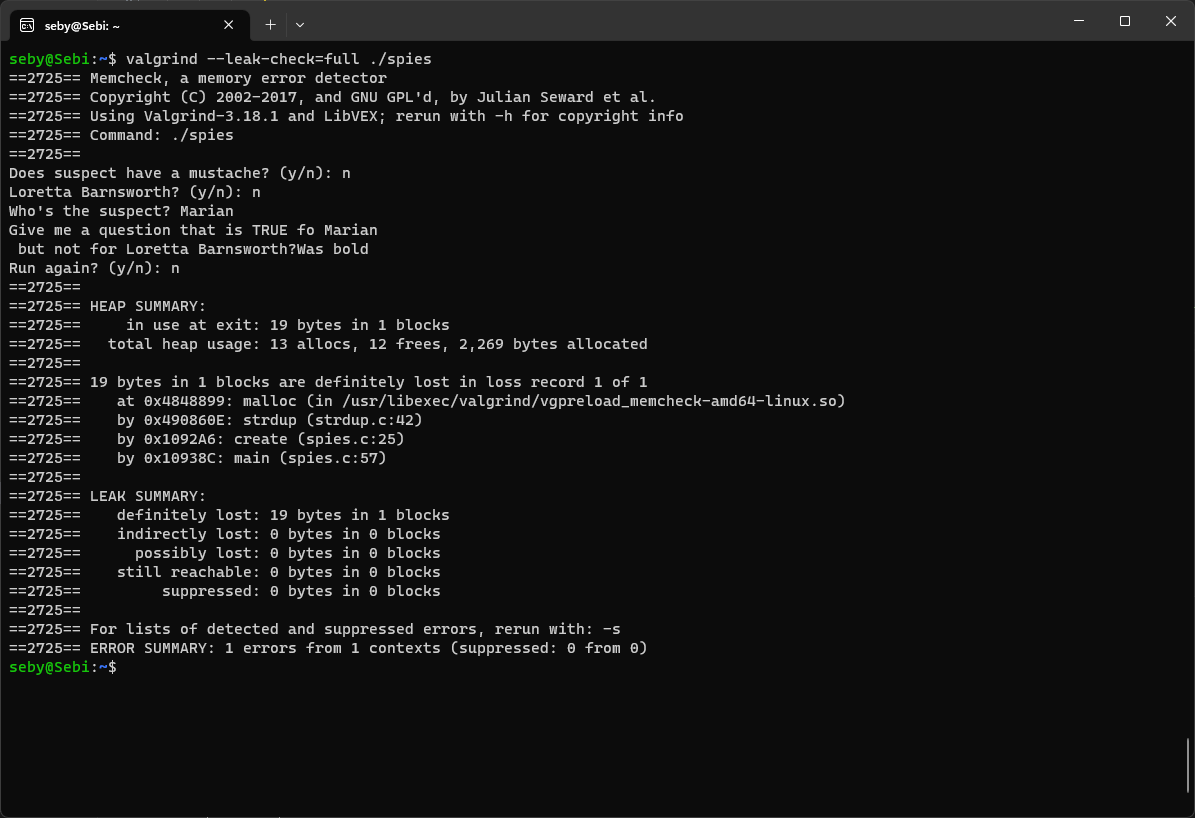 seby@Sebi: ~
seby@Sebi:~$ valgrind --leak-check=full ./spies
==2725== Memcheck, a memory error detector
==2725== Copyright (C) 2002-2017, and GNU GPL'd, by Julian Seward et al.
==2725== Using Valgrind-3.18.1 and LibVEX; rerun with -h for copyright info
==2725== Command: ./spies
==2725==
Does suspect have a mustache? (y/n): n
Loretta Barnsworth? (y/n): n
Who's the suspect? Marian
Give me a question that is TRUE fo Marian
 but not for Loretta Barnsworth?Was bold
Run again? (y/n): n
==2725==
==2725== HEAP SUMMARY:
==2725==     in use at exit: 19 bytes in 1 blocks
==2725==   total heap usage: 13 allocs, 12 frees, 2,269 bytes allocated
==2725==
==2725== 19 bytes in 1 blocks are definitely lost in loss record 1 of 1
==2725==    at 0x4848899: malloc (in /usr/libexec/valgrind/vgpreload_memcheck-amd64-linux.so)
==2725==    by 0x490860E: strdup (strdup.c:42)
==2725==    by 0x1092A6: create (spies.c:25)
==2725==    by 0x10938C: main (spies.c:57)
==2725==
==2725== LEAK SUMMARY:
==2725==    definitely lost: 19 bytes in 1 blocks
==2725==    indirectly lost: 0 bytes in 0 blocks
==2725==      possibly lost: 0 bytes in 0 blocks
==2725==    still reachable: 0 bytes in 0 blocks
==2725==         suppressed: 0 bytes in 0 blocks
==2725==
==2725== For lists of detected and suppressed errors, rerun with: -s
==2725== ERROR SUMMARY: 1 errors from 1 contexts (suppressed: 0 from 0)
seby@Sebi:~$